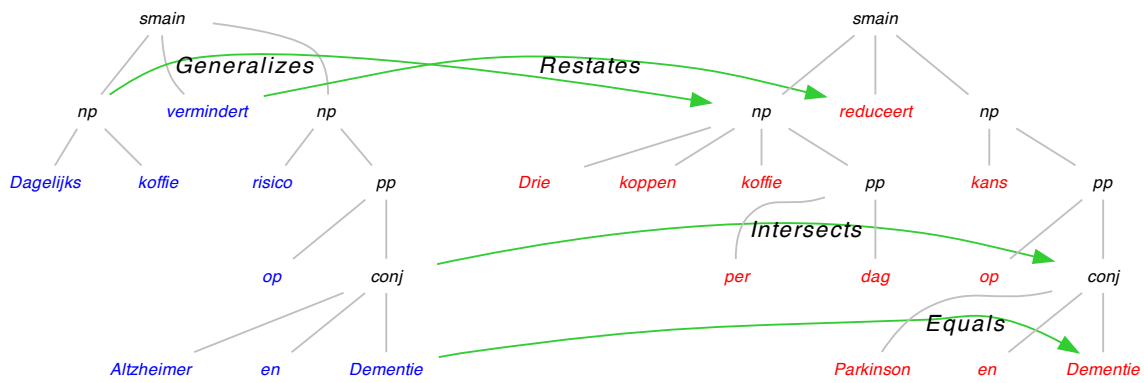 smain smain
Generalizes Restates
np vermindert np np reduceert np
Dagelijks koffie risico pp Drie koppen koffie pp kans pp
Intersects
op conj per dag op conj
Equals
Altzheimer en Dementie Parkinson en Dementie